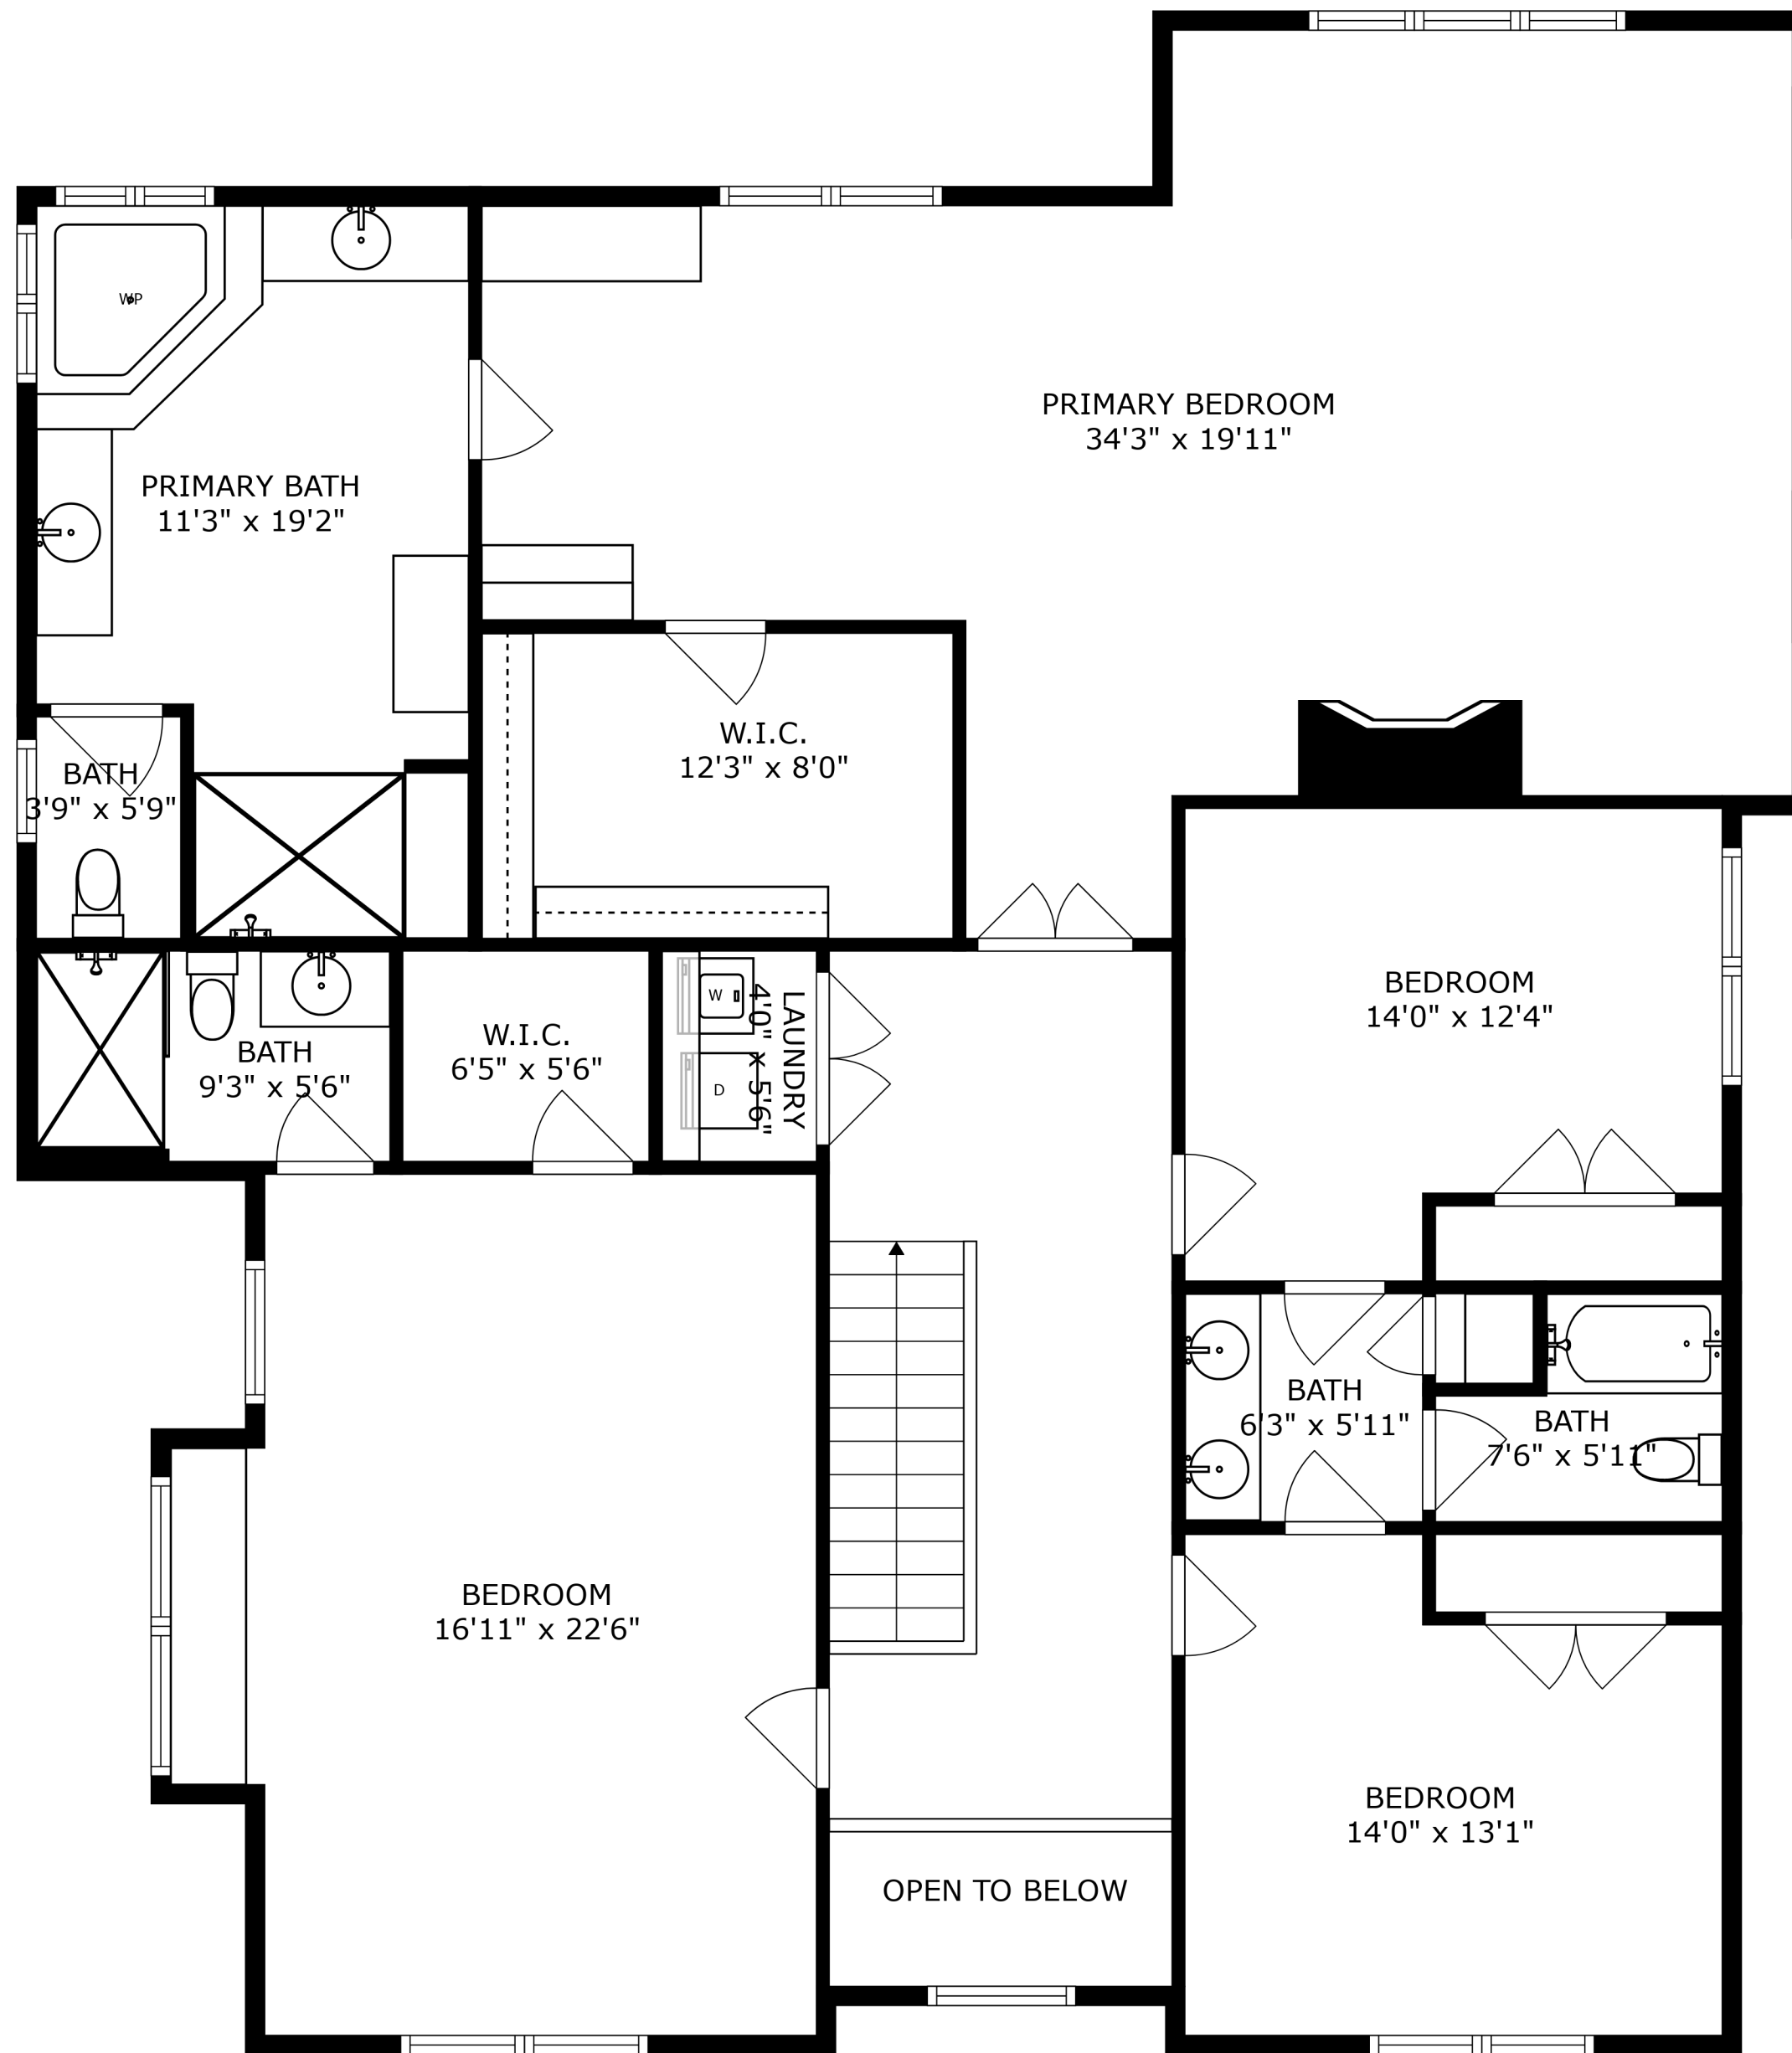 WP
PRIMARY BEDROOM
34'3" x 19'11"
PRIMARY BATH
11'3" x 19'2"
W.I.C.
12'3" x 8'0"
BATH
3'9" x 5'9"
BEDROOM
14'0" x 12'4"
W.I.C.
6'5" x 5'6"
BATH
9'3" x 5'6"
W
D
LAUNDRY
4'0" x 5'6"
BATH
6'3" x 5'11"
BATH
7'6" x 5'11"
BEDROOM
16'11" x 22'6"
BEDROOM
14'0" x 13'1"
OPEN TO BELOW